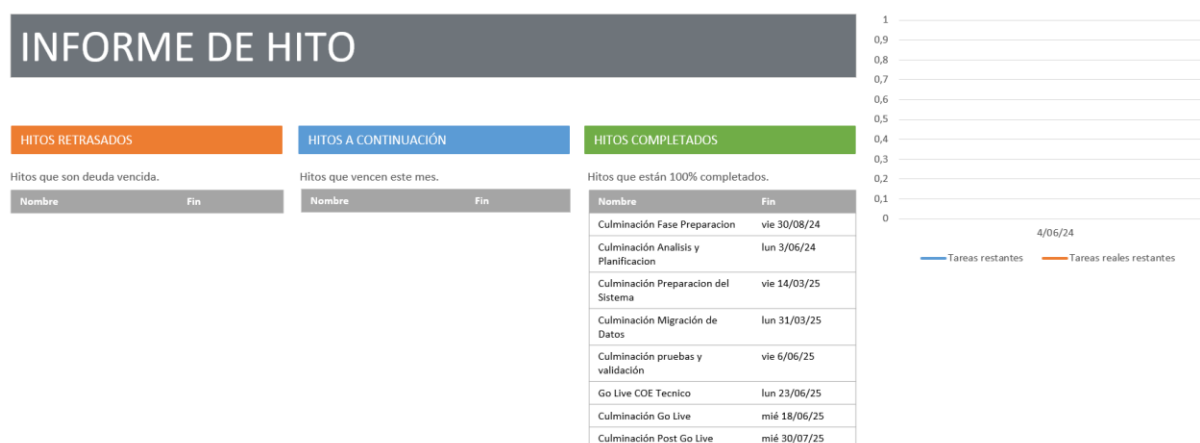 INFORME DE HITO
HITOS RETRASADOS
Hitos que son deuda vencida.
Nombre Fin
HITOS A CONTINUACIÓN
Hitos que vencen este mes.
Nombre Fin
HITOS COMPLETADOS
Hitos que están 100% completados.
Nombre Fin
Culminación Fase Preparacion vie 30/08/24
Culminación Analisis y lun 3/06/24
Planificacion
Culminación Preparacion del vie 14/03/25
Sistema
Culminación Migración de lun 31/03/25
Datos
Culminación pruebas y vie 6/06/25
validación
Go Live COE Tecnico lun 23/06/25
Culminación Go Live mié 18/06/25
Culminación Post Go Live mié 30/07/25
1
0,9
0,8
0,7
0,6
0,5
0,4
0,3
0,2
0,1
0
4/06/24
Tareas restantes Tareas reales restantes